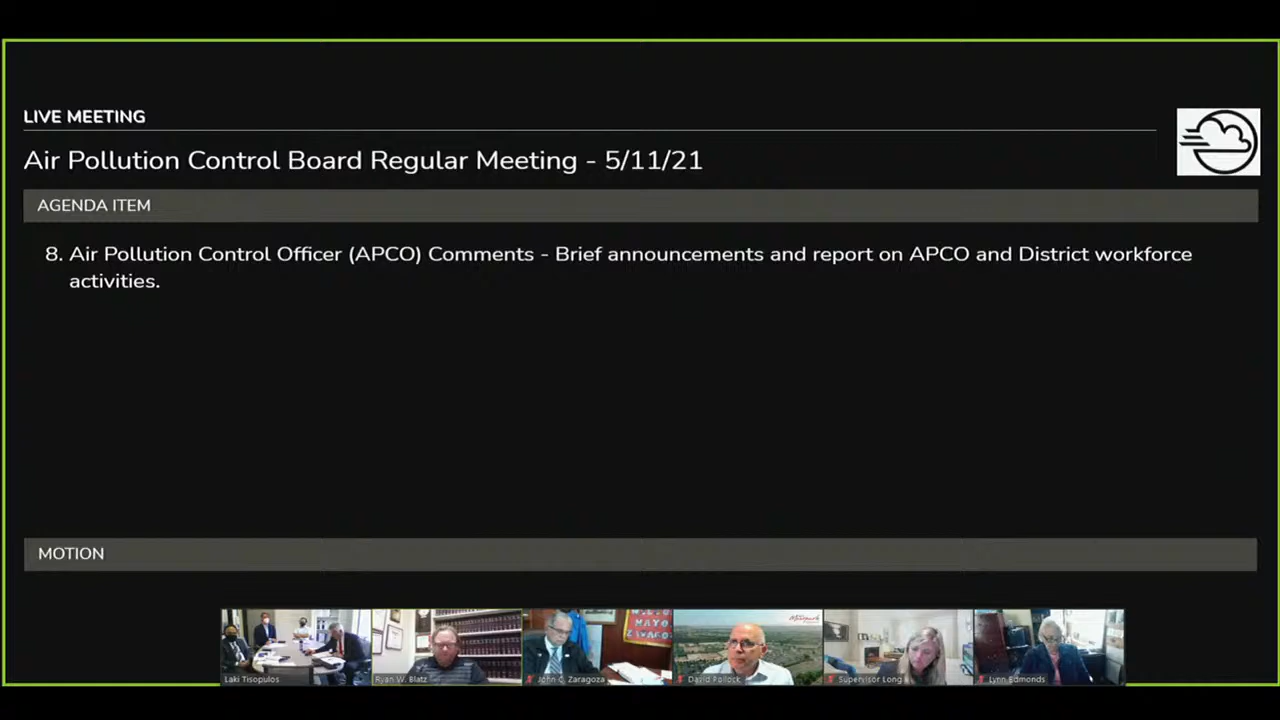 LIVE MEETING
Air Pollution Control Board Regular Meeting - 5/11/21
AGENDA ITEM
8. Air Pollution Control Officer (APCO) Comments - Brief announcements and report on APCO and District workforce
activities.
MOTION
Laki Tisopulos
Ryan W. Blatz
John C. Zaragoza
David Pollock
Supervisor Long
Lynn Edmonds